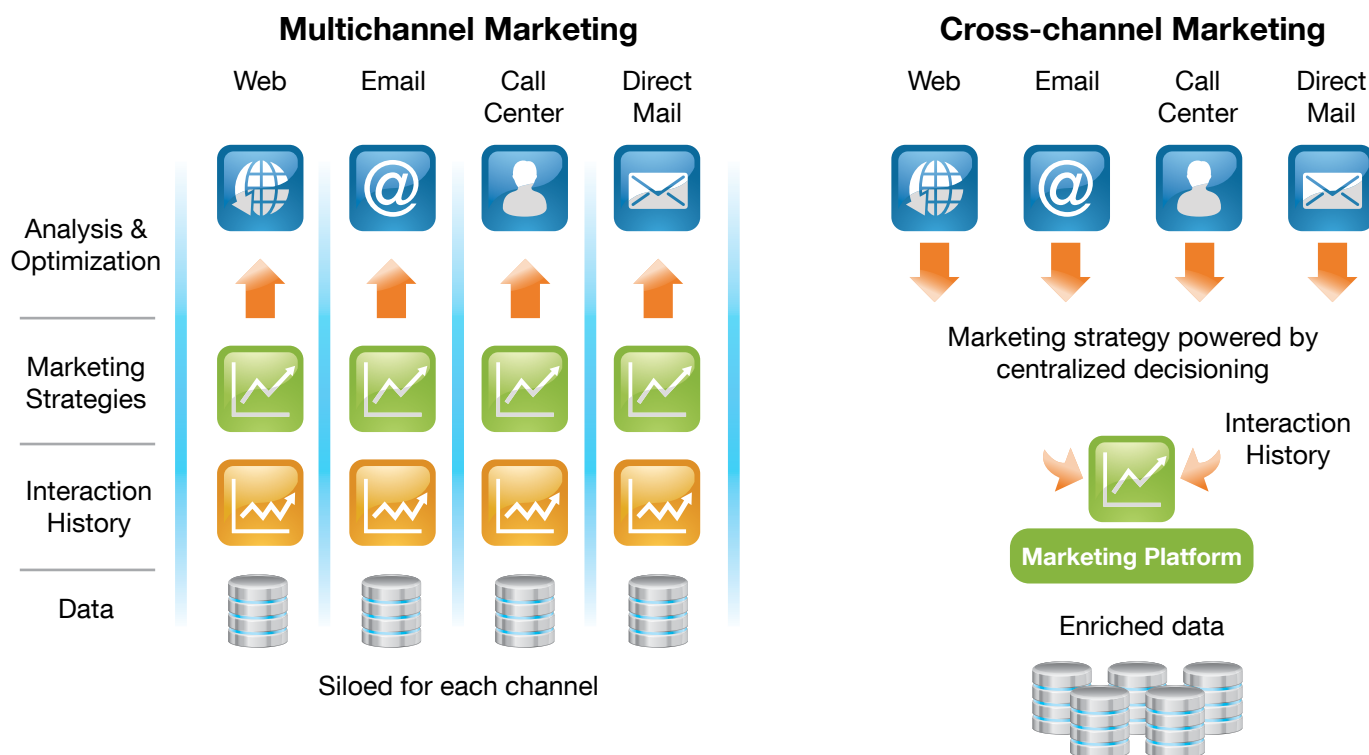 Multichannel Marketing
Web
Email
Call
Center
Direct
Mail
Analysis &
Optimization
Marketing
Strategies
Interaction
History
Data
@
Siloed for each channel
Cross-channel Marketing
Web
Email
Call
Center
Direct
Mail
@
Marketing strategy powered by
centralized decisioning
Interaction
History
Marketing Platform
Enriched data